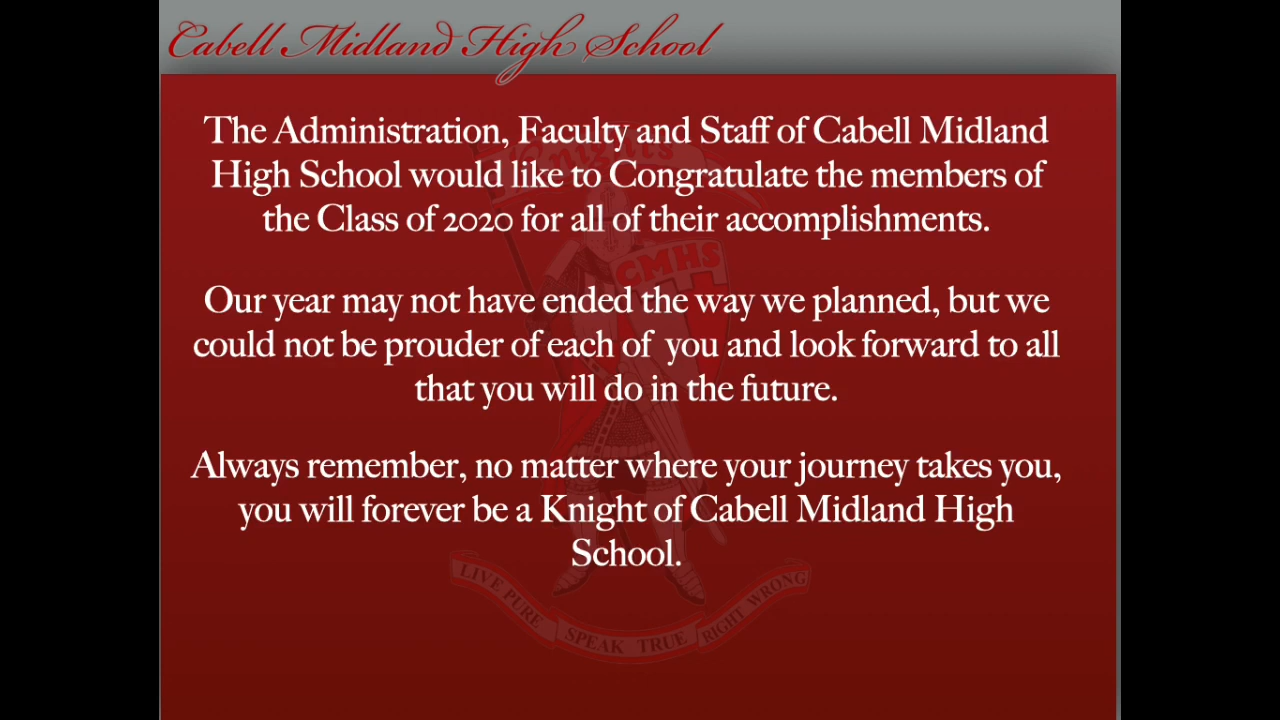 Cabell Midland High School
The Administration, Faculty and Staff of Cabell Midland
High School would like to Congratulate the members of
the Class of 2020 for all of their accomplishments.
Our year may not have ended the way we planned, but we
could not be prouder of each of  you and look forward to all
that you will do in the future.
Always remember, no matter where your journey takes you,
you will forever be a Knight of Cabell Midland High
School.
Knights
CMHS
LIVE PURE SPEAK TRUE RIGHT WRONG